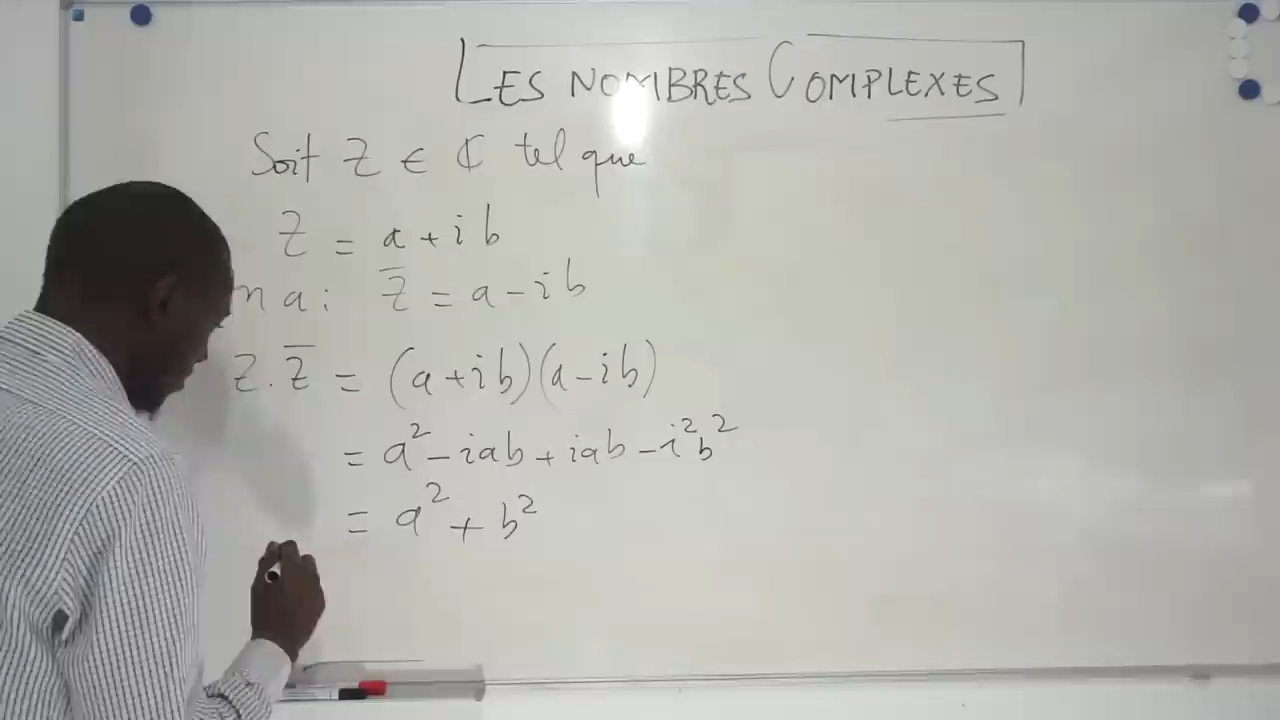 LES NOMBRES COMPLEXES
Soit Z ∈ ℂ tel que
Z = a + i b
a : Z̅ = a - i b
Z . Z̅ = (a + i b)(a - i b)
= a² - iab + iab - i²b²
= a² + b²